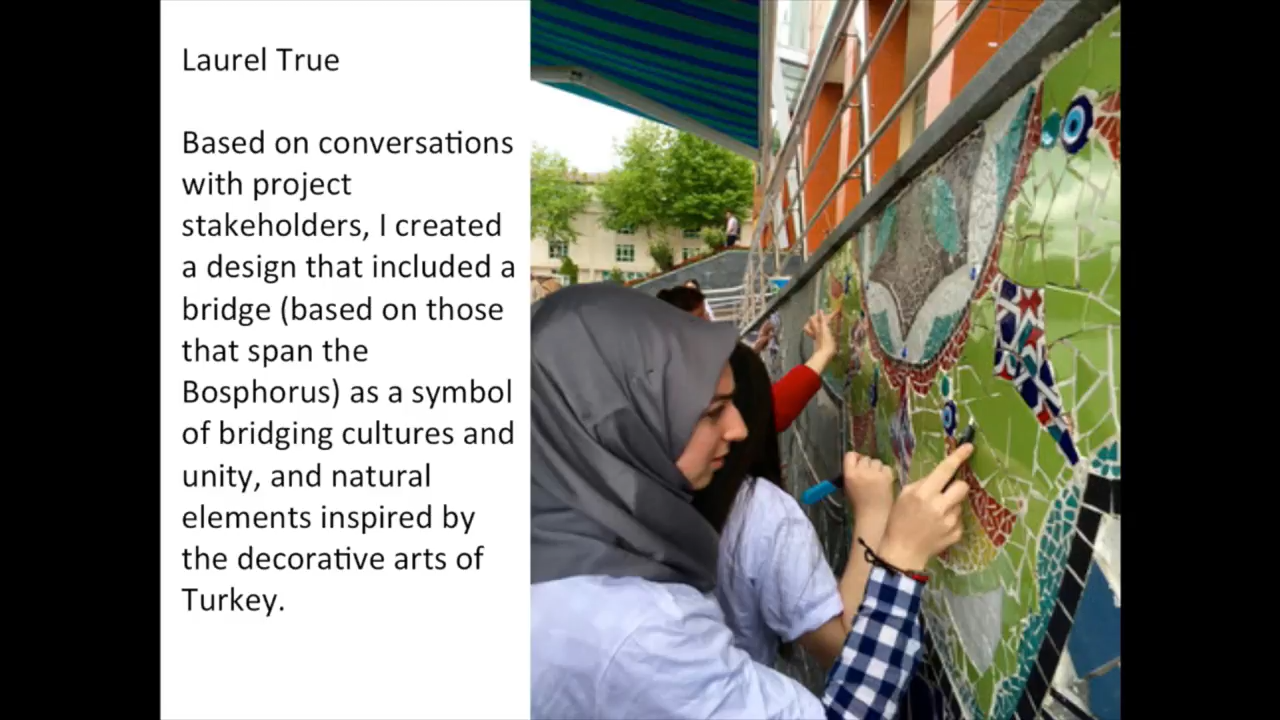 Laurel True
Based on conversations
with project
stakeholders, I created
a design that included a
bridge (based on those
that span the
Bosphorus) as a symbol
of bridging cultures and
unity, and natural
elements inspired by
the decorative arts of
Turkey.